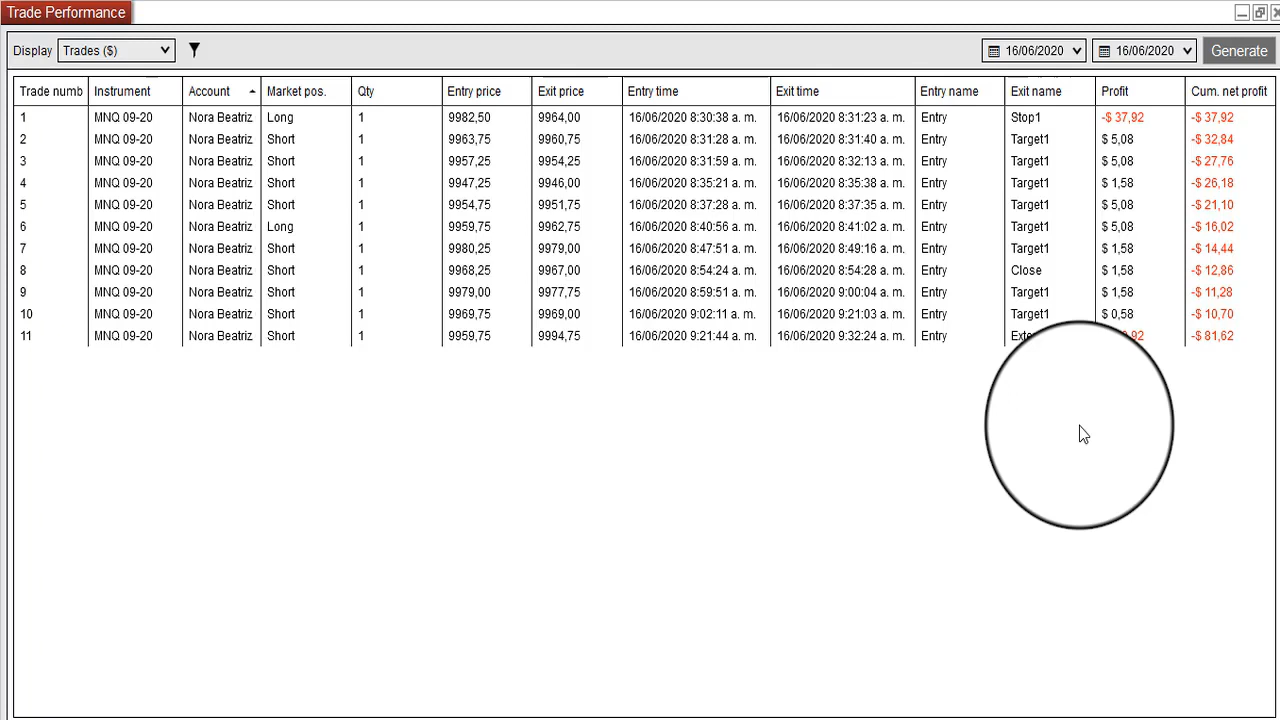 Trade Performance
Display Trades ($) 16/06/2020 16/06/2020 Generate
Trade numb Instrument Account Market pos. Qty Entry price Exit price Entry time Exit time Entry name Exit name Profit Cum. net profit
1 MNQ 09-20 Nora Beatriz Long 1 9982,50 9964,00 16/06/2020 8:30:38 a. m. 16/06/2020 8:31:23 a. m. Entry Stop1 -$ 37,92 -$ 37,92
2 MNQ 09-20 Nora Beatriz Short 1 9963,75 9960,75 16/06/2020 8:31:28 a. m. 16/06/2020 8:31:40 a. m. Entry Target1 $ 5,08 -$ 32,84
3 MNQ 09-20 Nora Beatriz Short 1 9957,25 9954,25 16/06/2020 8:31:59 a. m. 16/06/2020 8:32:13 a. m. Entry Target1 $ 5,08 -$ 27,76
4 MNQ 09-20 Nora Beatriz Short 1 9947,25 9946,00 16/06/2020 8:35:21 a. m. 16/06/2020 8:35:38 a. m. Entry Target1 $ 1,58 -$ 26,18
5 MNQ 09-20 Nora Beatriz Short 1 9954,75 9951,75 16/06/2020 8:37:28 a. m. 16/06/2020 8:37:35 a. m. Entry Target1 $ 5,08 -$ 21,10
6 MNQ 09-20 Nora Beatriz Long 1 9959,75 9962,75 16/06/2020 8:40:56 a. m. 16/06/2020 8:41:02 a. m. Entry Target1 $ 5,08 -$ 16,02
7 MNQ 09-20 Nora Beatriz Short 1 9980,25 9979,00 16/06/2020 8:47:51 a. m. 16/06/2020 8:49:16 a. m. Entry Target1 $ 1,58 -$ 14,44
8 MNQ 09-20 Nora Beatriz Short 1 9968,25 9967,00 16/06/2020 8:54:24 a. m. 16/06/2020 8:54:28 a. m. Entry Close $ 1,58 -$ 12,86
9 MNQ 09-20 Nora Beatriz Short 1 9979,00 9977,75 16/06/2020 8:59:51 a. m. 16/06/2020 9:00:04 a. m. Entry Target1 $ 1,58 -$ 11,28
10 MNQ 09-20 Nora Beatriz Short 1 9969,75 9969,00 16/06/2020 9:02:11 a. m. 16/06/2020 9:21:03 a. m. Entry Target1 $ 0,58 -$ 10,70
11 MNQ 09-20 Nora Beatriz Short 1 9959,75 9994,75 16/06/2020 9:21:44 a. m. 16/06/2020 9:32:24 a. m. Entry -$ 81,62